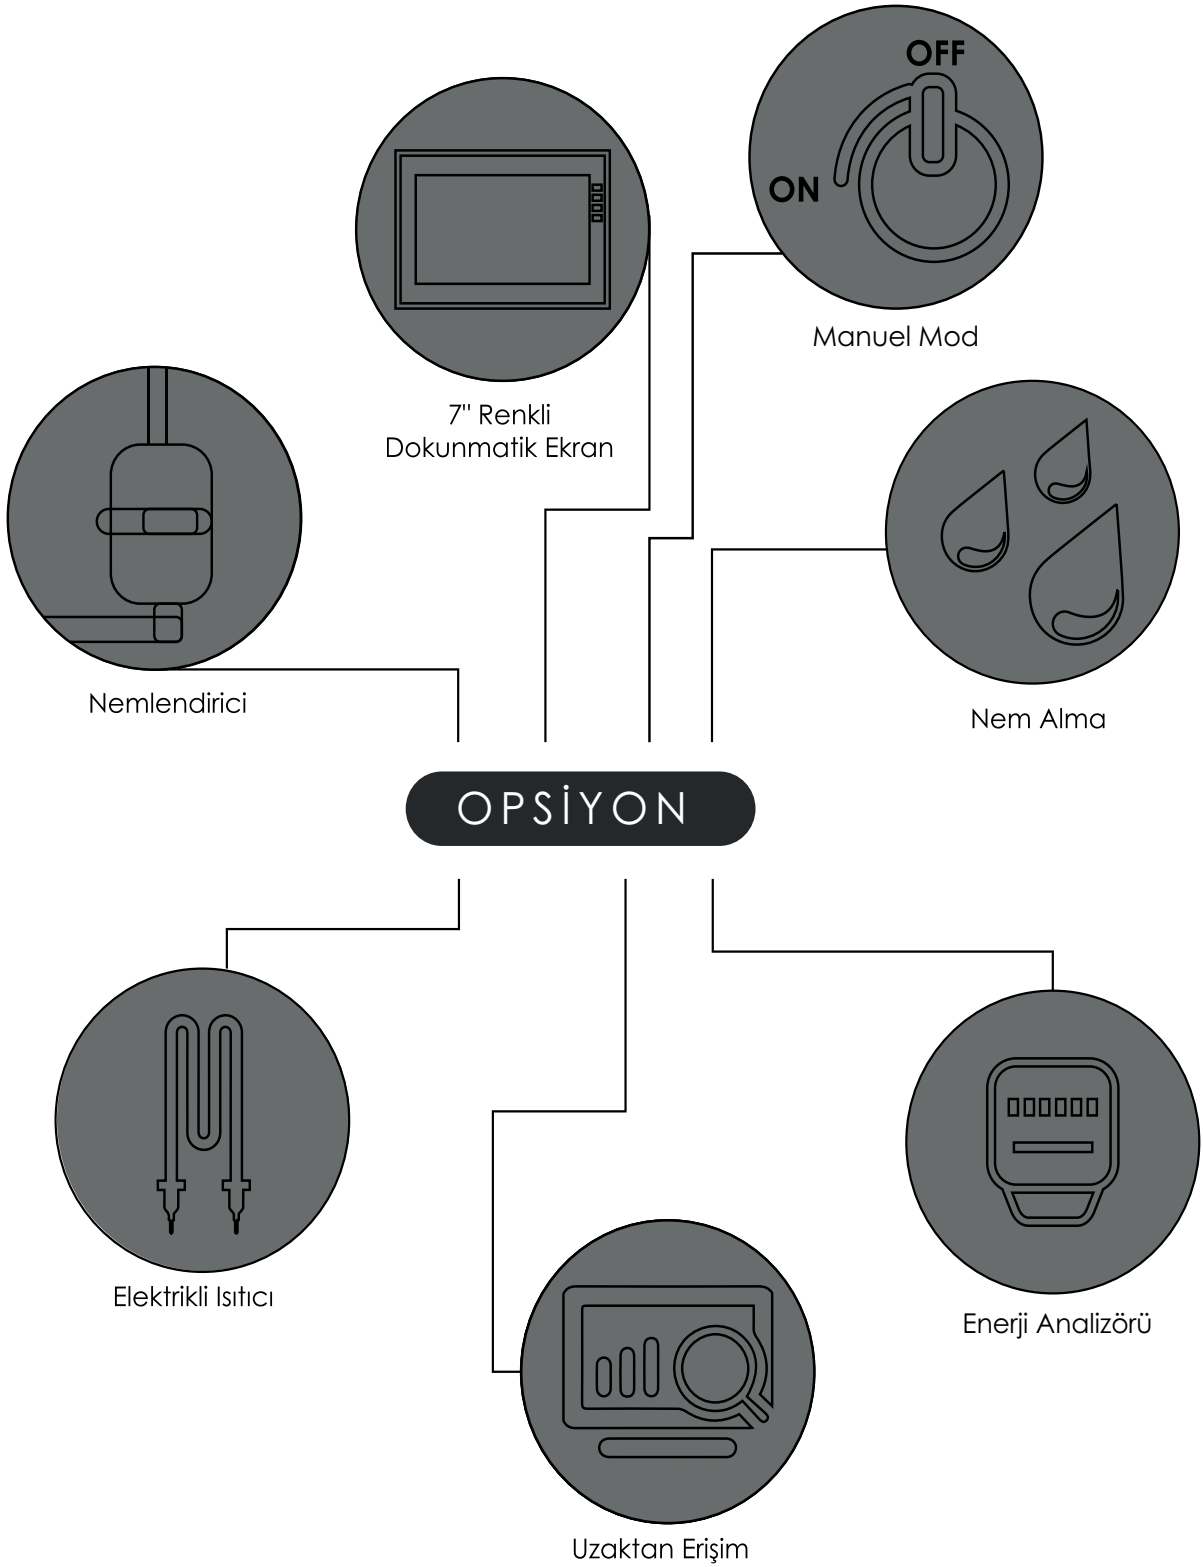 OFF
ON
Manuel Mod
7" Renkli
Dokunmatik Ekran
Nemlendirici
Nem Alma
OPSİYON
Elektrikli Isıtıcı
Enerji Analizörü
Uzaktan Erişim